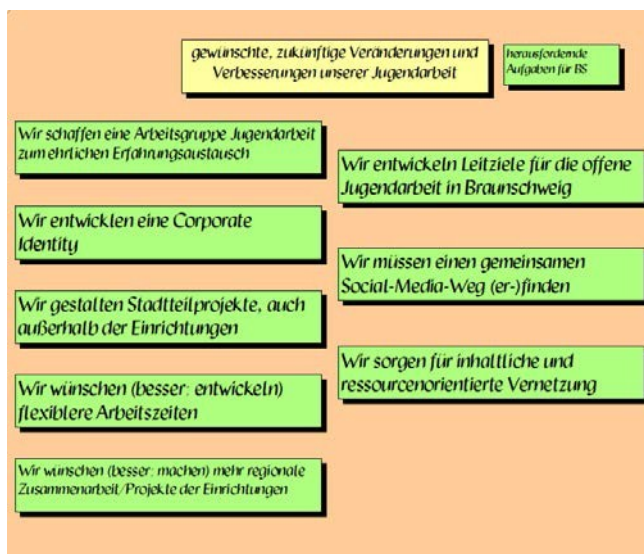 gewünschte, zukünftige Veränderungen und
Verbesserungen unserer Jugendarbeit
herausfordernde
Aufgaben für BS
Wir schaffen eine Arbeitsgruppe Jugendarbeit
zum ehrlichen Erfahrungsaustausch
Wir entwicklen eine Corporate
Identity
Wir gestalten Stadtteilprojekte, auch
außerhalb der Einrichtungen
Wir wünschen (besser: entwickeln)
flexiblere Arbeitszeiten
Wir wünschen (besser: machen) mehr regionale
Zusammenarbeit/Projekte der Einrichtungen
Wir entwickeln Leitziele für die offene
Jugendarbeit in Braunschweig
Wir müssen einen gemeinsamen
Social-Media-Weg (er-)finden
Wir sorgen für inhaltliche und
ressourcenorientierte Vernetzung